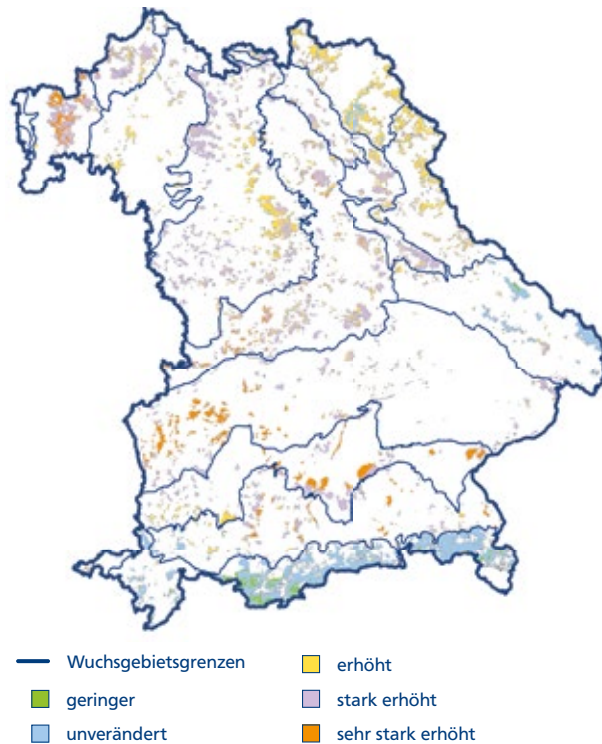 Wuchsgebietsgrenzen
geringer
unverändert
erhöht
stark erhöht
sehr stark erhöht